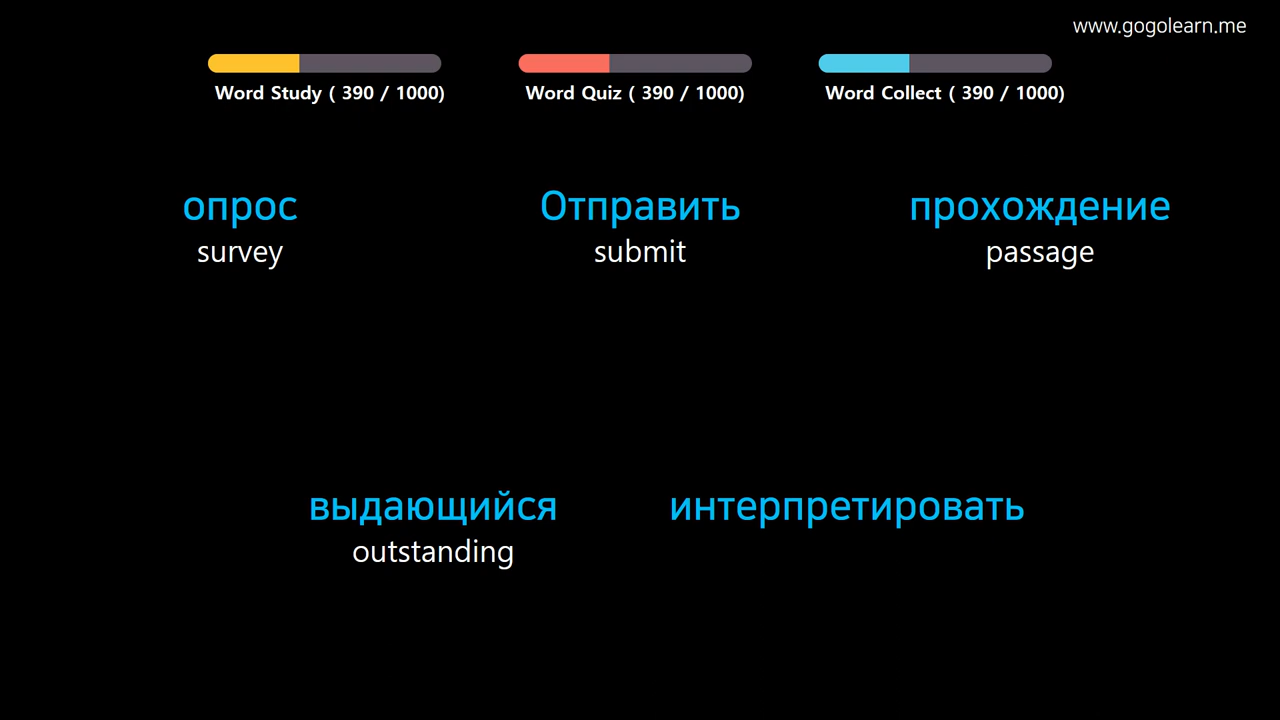 www.gogolearn.me
Word Study ( 390 / 1000)
Word Quiz ( 390 / 1000)
Word Collect ( 390 / 1000)
опрос
survey
Отправить
submit
прохождение
passage
выдающийся
outstanding
интерпретировать